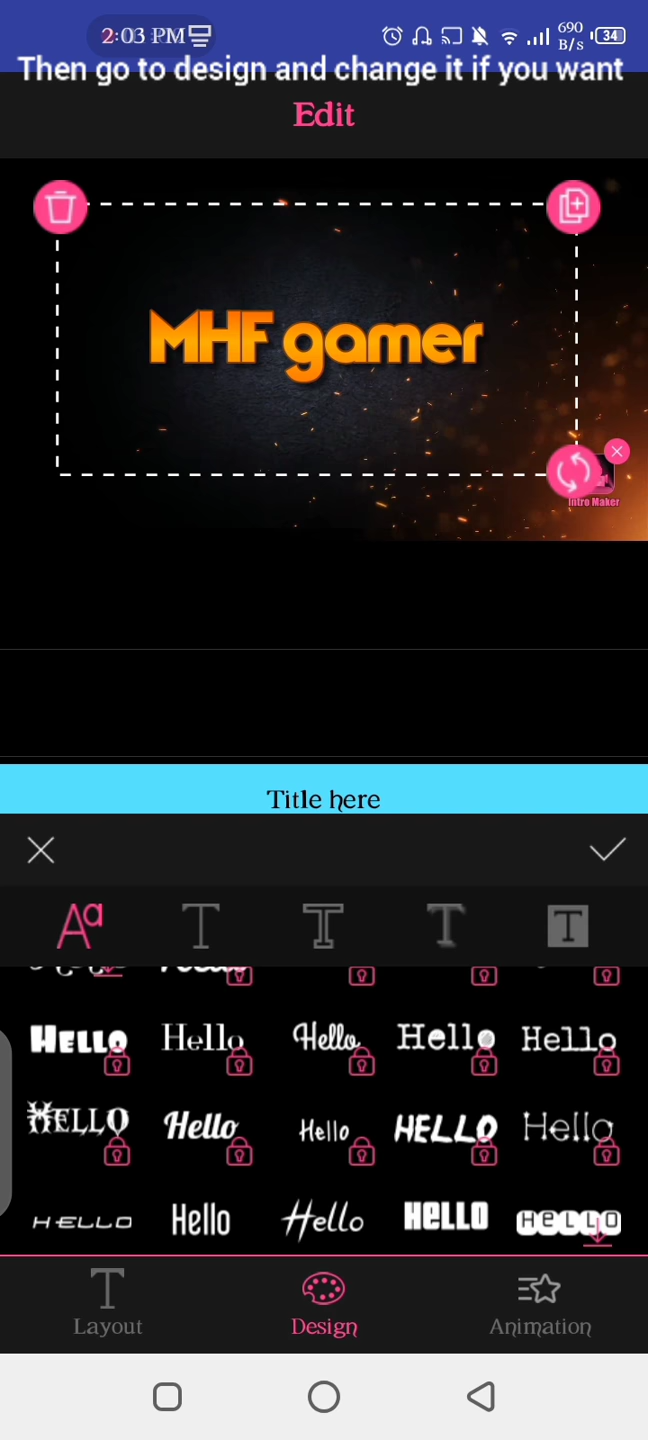 2:03 PM
690
B/s
34
Then go to design and change it if you want
Edit
MHF gamer
Intro Maker
Title here
Aa T T T T
Hello Hello Hello Hello Hello
HELLO Hello Hello HELLO Hello
HELLO Hello Hello HELLO HELLO
Layout
Design
Animation